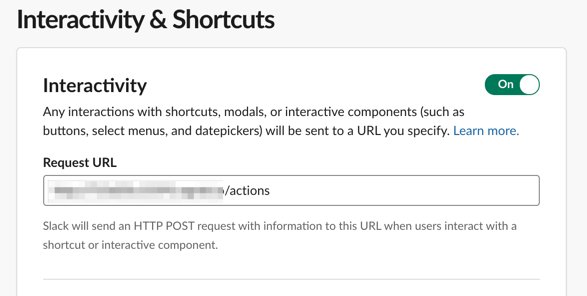 Interactivity & Shortcuts
Interactivity
On
Any interactions with shortcuts, modals, or interactive components (such as
buttons, select menus, and datepickers) will be sent to a URL you specify. Learn more.
Request URL
/actions
Slack will send an HTTP POST request with information to this URL when users interact with a
shortcut or interactive component.